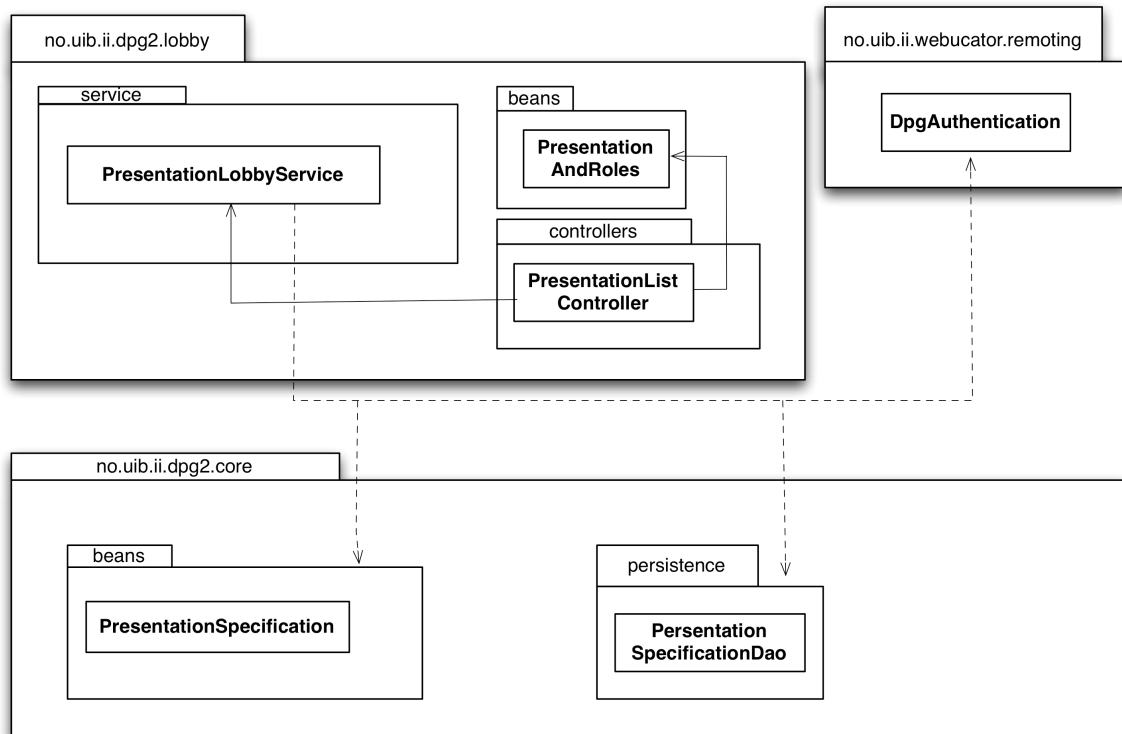 no.uib.ii.dpg2.lobby
no.uib.ii.webucator.remoting
service
beans
DpgAuthentication
Presentation
AndRoles
PresentationLobbyService
controllers
PresentationList
Controller
no.uib.ii.dpg2.core
beans
persistence
PresentationSpecification
Persentation
SpecificationDao